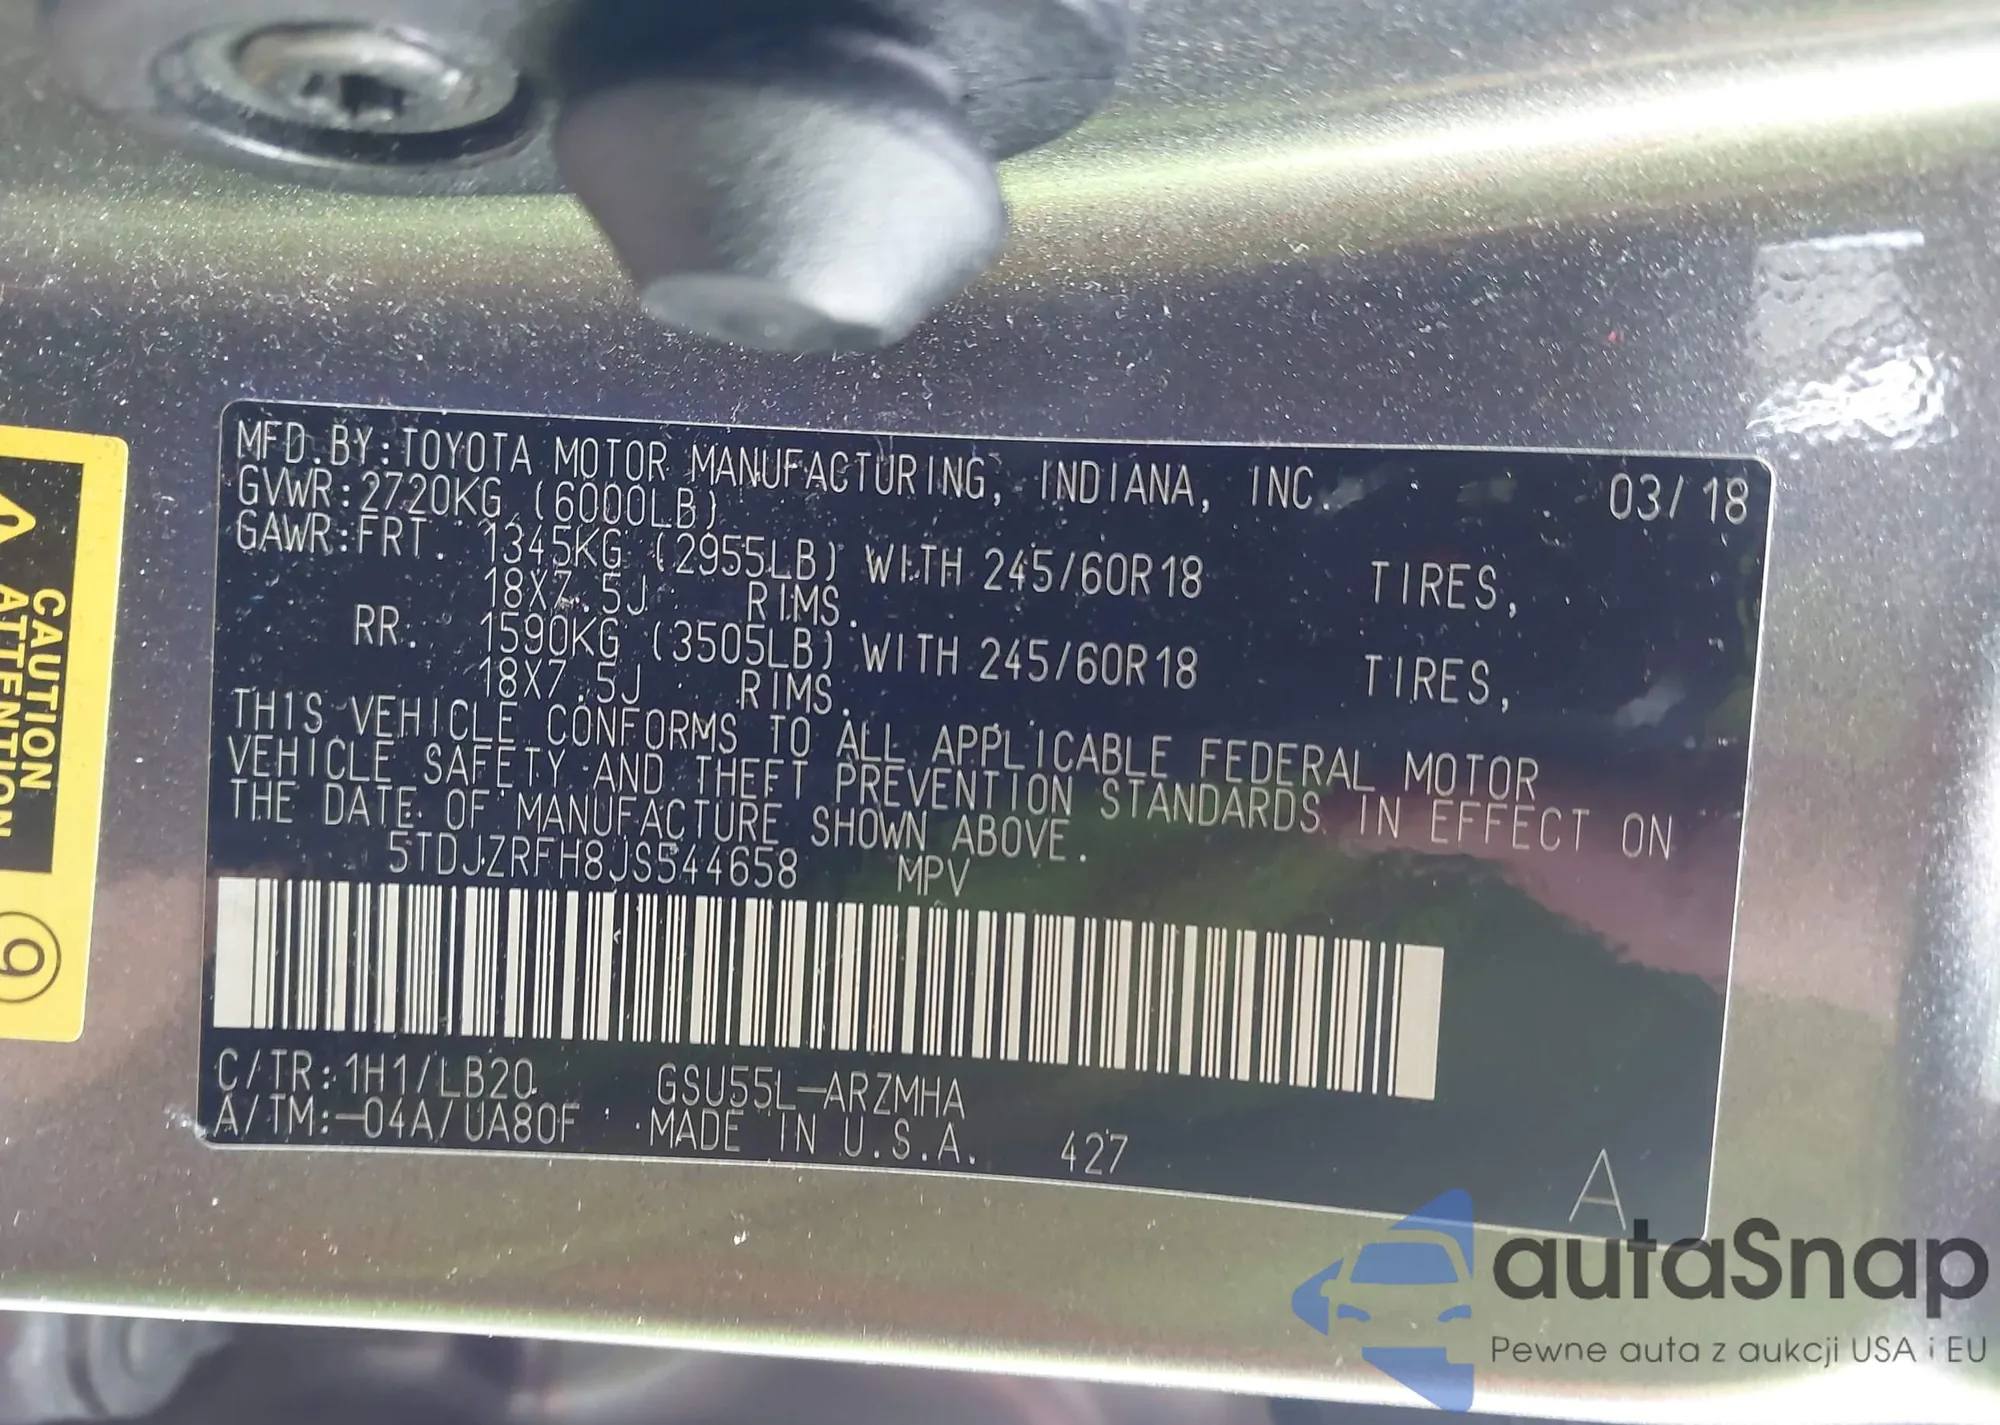 MFD.BY:TOYOTA MOTOR MANUFACTURING, INDIANA, INC. 03/18
GVWR:2720KG (6000LB)
GAWR:FRT. 1345KG (2955LB) WITH 245/60R18 TIRES,
18X7.5J RIMS.
RR. 1590KG (3505LB) WITH 245/60R18 TIRES,
18X7.5J RIMS.
THIS VEHICLE CONFORMS TO ALL APPLICABLE FEDERAL MOTOR
VEHICLE SAFETY AND THEFT PREVENTION STANDARDS IN EFFECT ON
THE DATE OF MANUFACTURE SHOWN ABOVE.
5TDJZRFH8JS544658 MPV
C/TR:1H1/LB20 GSU55L-ARZMHA
A/TM:-04A/UA80F MADE IN U.S.A. 427
A
CAUTION
ATTENTION
9
autoSnap
Pewne auta z aukcji USA i EU